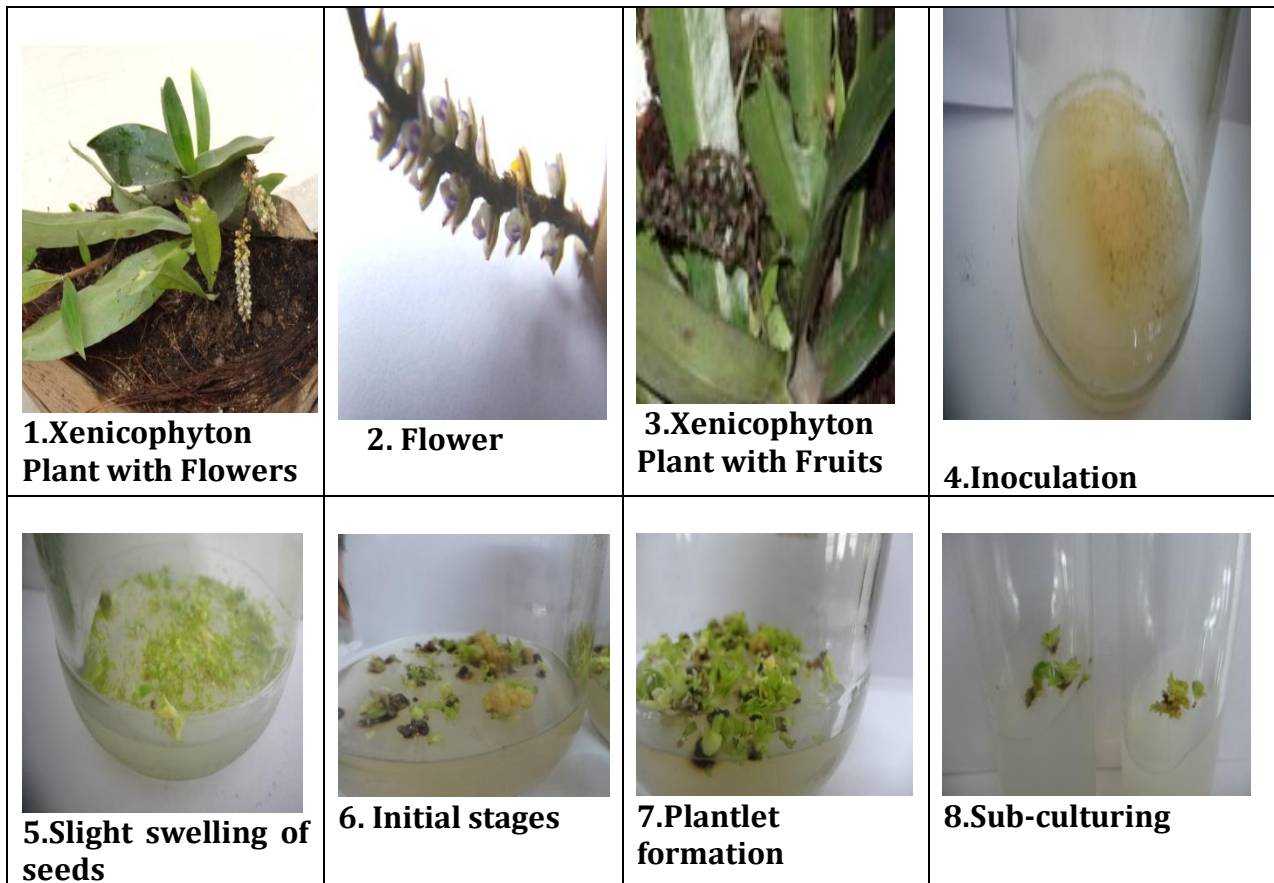 1.Xenicophyton
Plant with Flowers
2. Flower
3.Xenicophyton
Plant with Fruits
4.Inoculation
5.Slight swelling of
seeds
6. Initial stages
7.Plantlet
formation
8.Sub-culturing